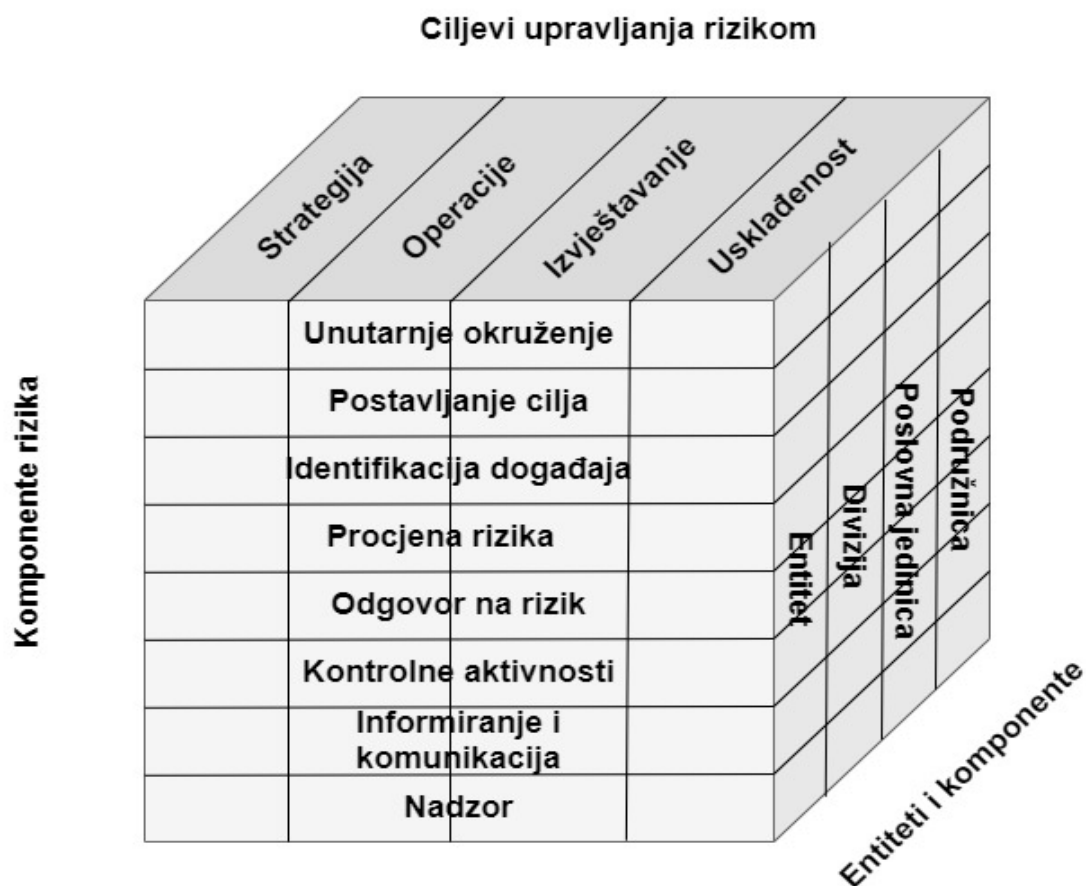 Ciljevi upravljanja rizikom
Strategija
Operacije
Izvještavanje
Usklađenost
Komponente rizika
Unutarnje okruženje
Postavljanje cilja
Identifikacija događaja
Procjena rizika
Odgovor na rizik
Kontrolne aktivnosti
Informiranje i
komunikacija
Nadzor
Entitet
Divizija
Poslovna jedinica
Podružnica
Entiteti i komponente